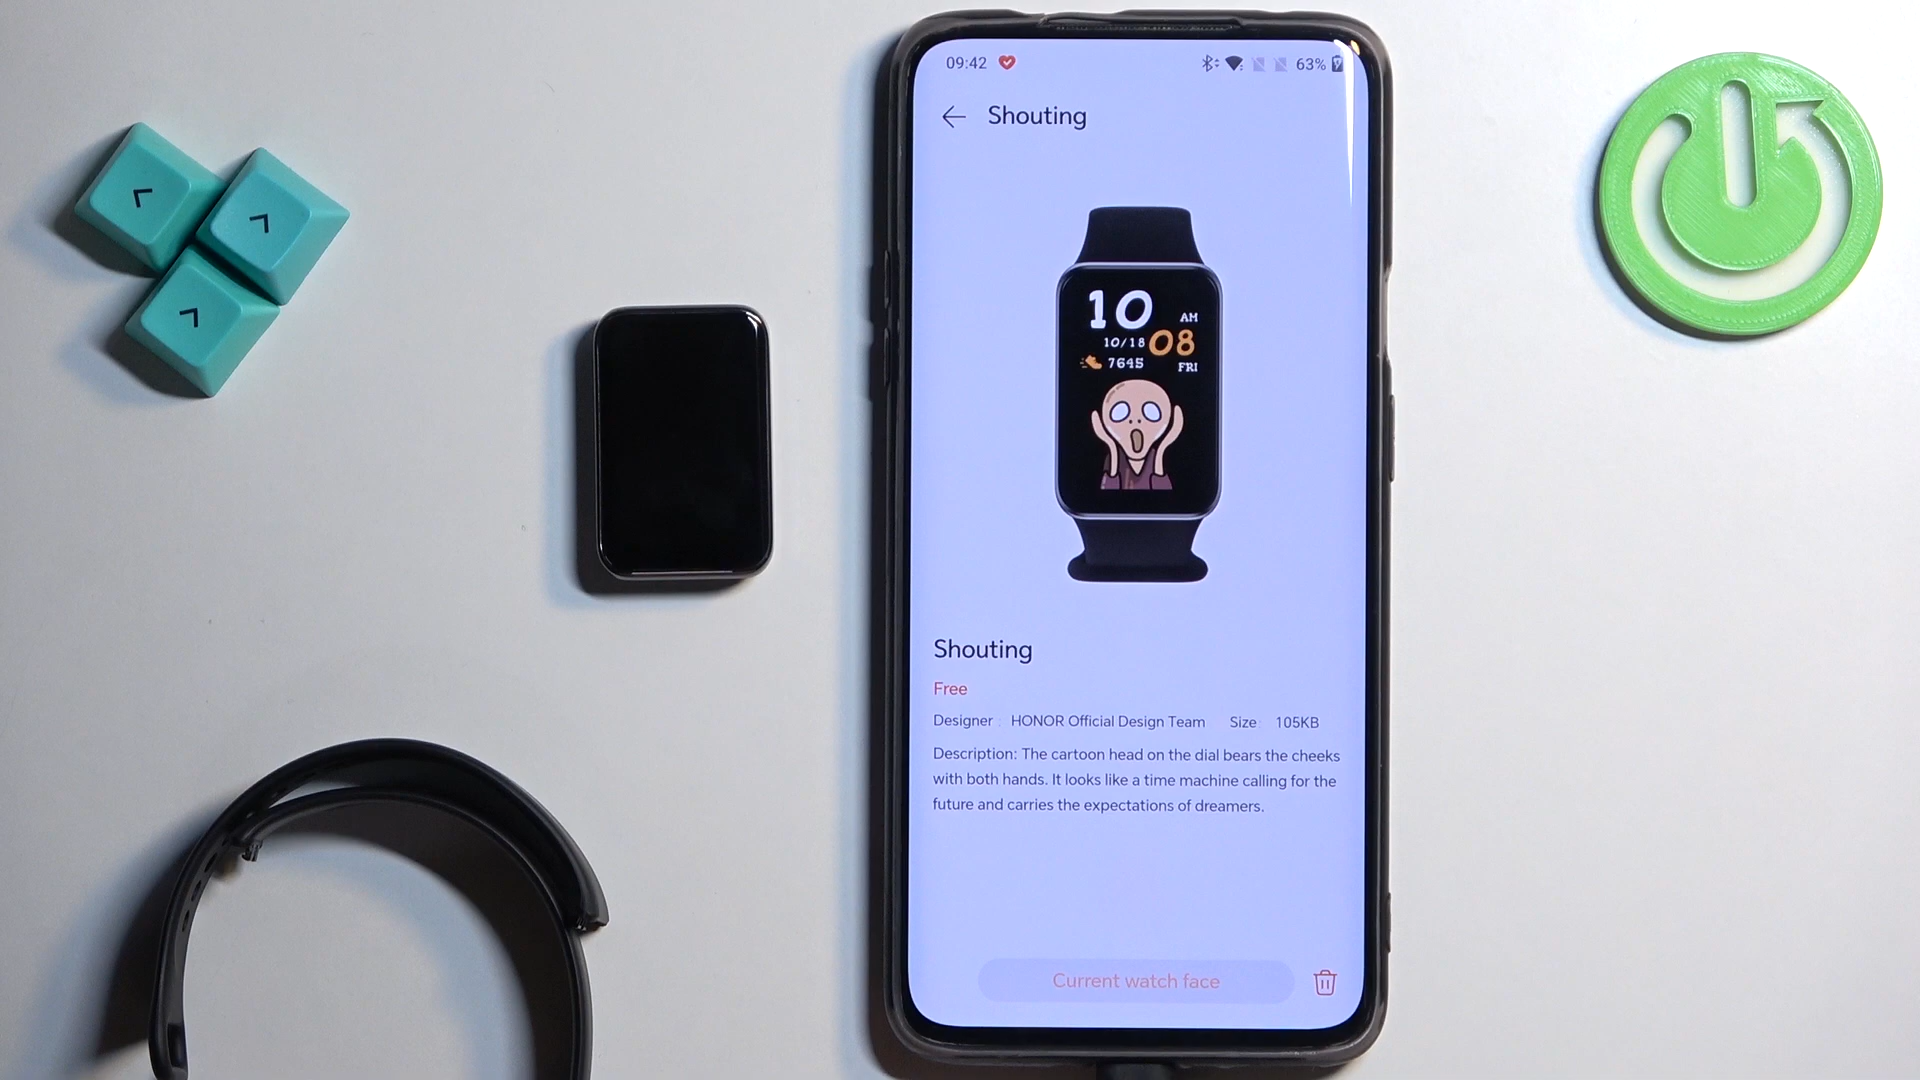 09:42
63%
Shouting
10
AM
10/18 08
7645
FRI
Shouting
Free
Designer : HONOR Official Design Team Size : 105KB
Description: The cartoon head on the dial bears the cheeks
with both hands. It looks like a time machine calling for the
future and carries the expectations of dreamers.
Current watch face